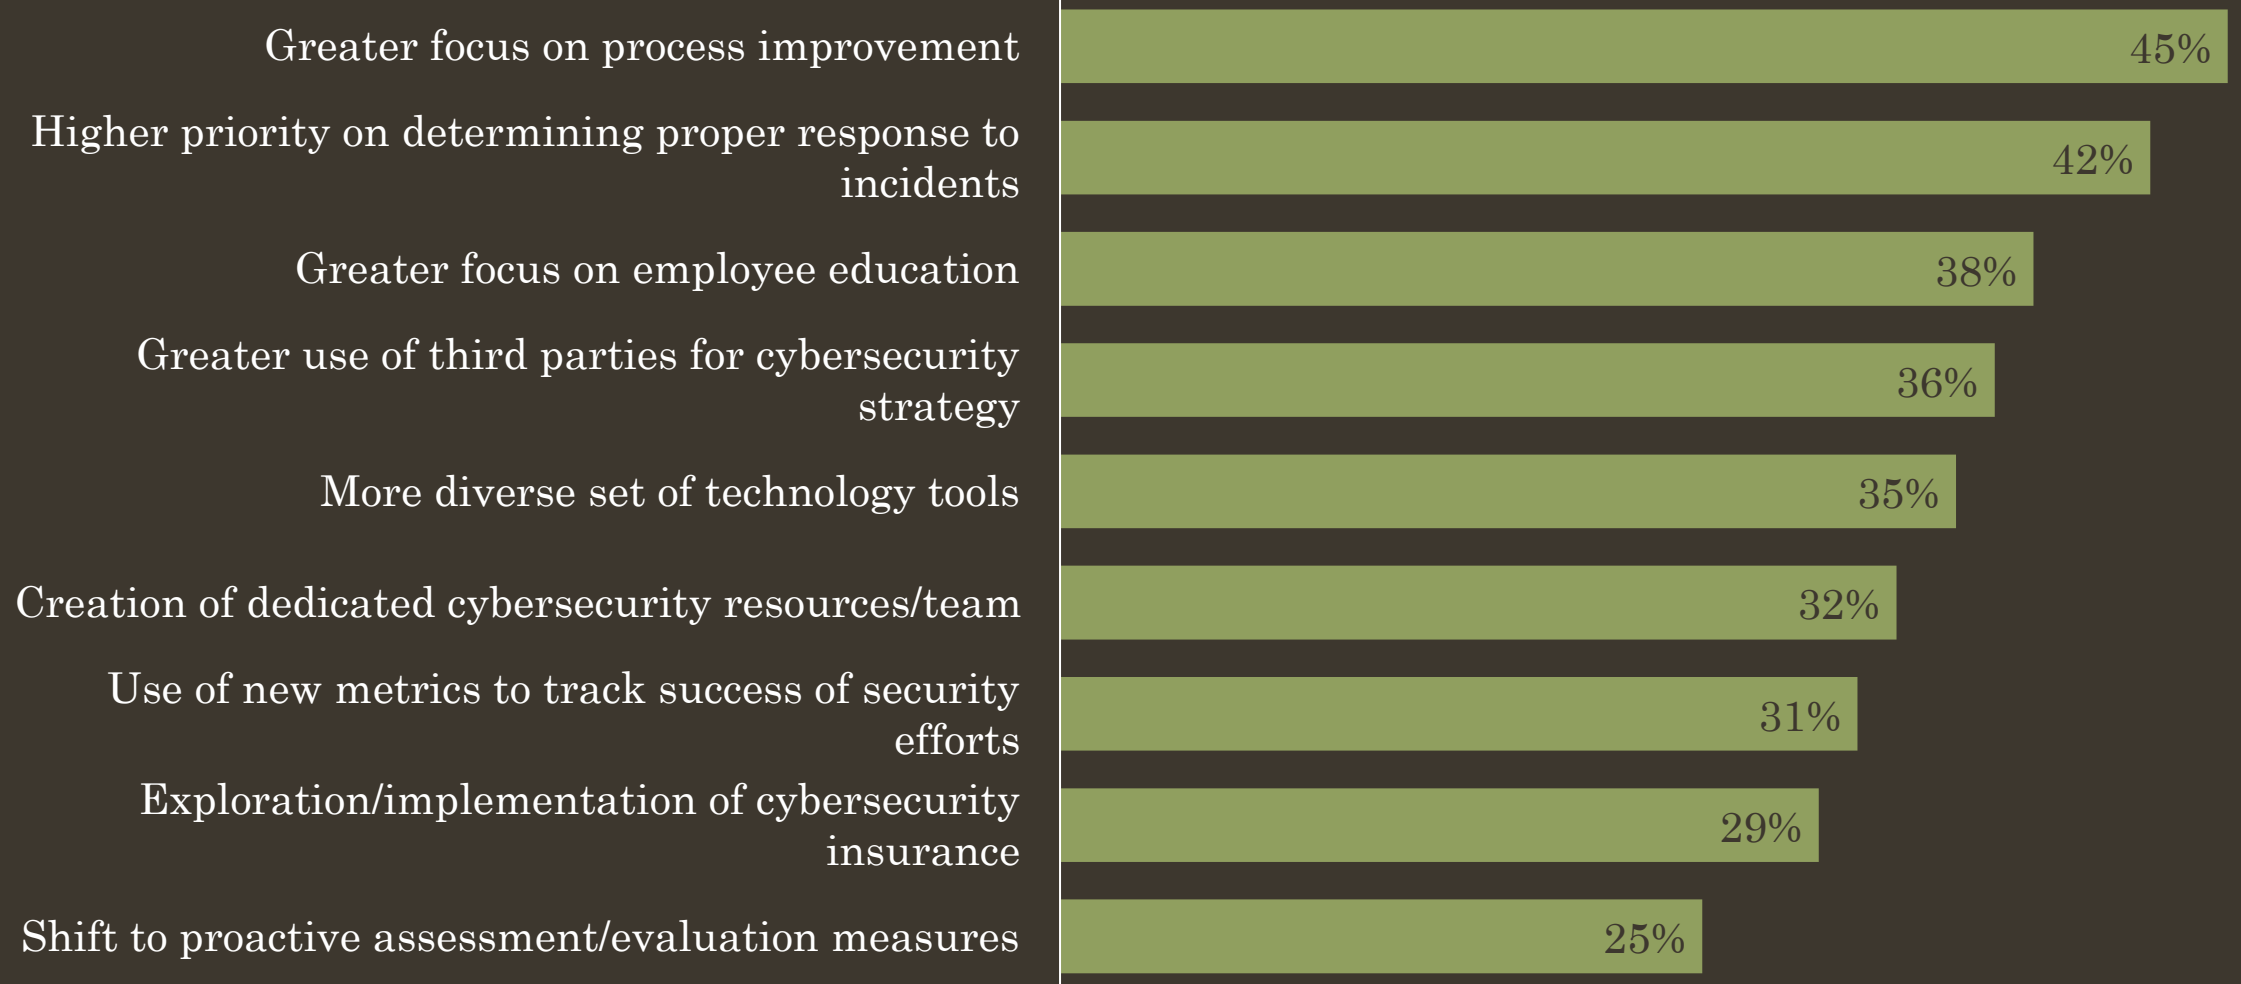 Greater focus on process improvement
45%
Higher priority on determining proper response to
incidents
42%
Greater focus on employee education
38%
Greater use of third parties for cybersecurity
strategy
36%
More diverse set of technology tools
35%
Creation of dedicated cybersecurity resources/team
32%
Use of new metrics to track success of security
efforts
31%
Exploration/implementation of cybersecurity
insurance
29%
Shift to proactive assessment/evaluation measures
25%